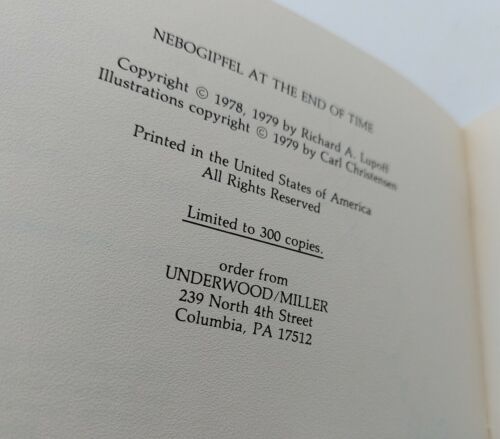 NEBOGIPFEL AT THE END OF TIME
Copyright © 1978, 1979 by Richard A. Lupoff
Illustrations copyright © 1979 by Carl Christensen
Printed in the United States of America
All Rights Reserved
Limited to 300 copies.
order from
UNDERWOOD/MILLER
239 North 4th Street
Columbia, PA 17512